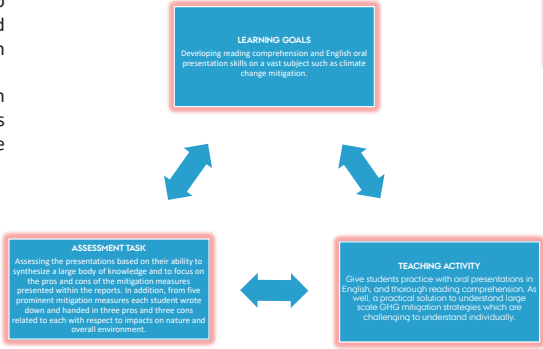 d
n
n
s
e
LEARNING GOALS
Developing reading comprehension and English oral
presentation skills on a vast subject such as climate
change mitigation.
ASSESSMENT TASK
Assessing the presentations based on their ability to
synthesize a large body of knowledge and to focus on
the pros and cons of the mitigation measures
presented within the reports. In addition, from five
prominent mitigation measures each student wrote
down and handed in three pros and three cons
related to each with respect to impacts on nature and
overall environment.
TEACHING ACTIVITY
Give students practice with oral presentations in
English, and thorough reading comprehension. As
well, a practical solution to understand large
scale GHG mitigation strategies which are
challenging to understand individually.